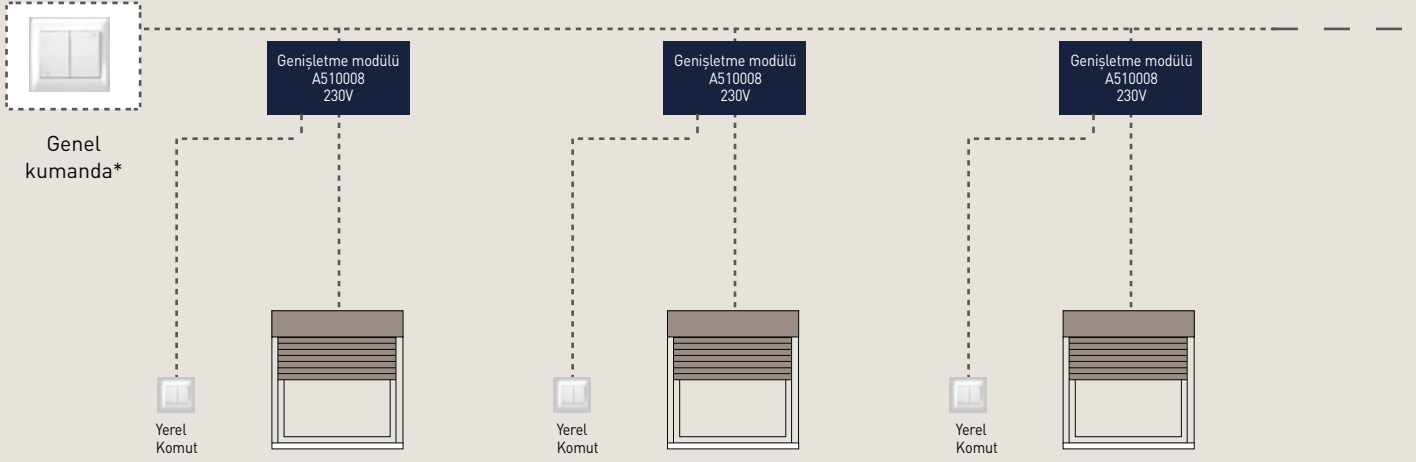 Genişletme modülü
A510008
230V
Genişletme modülü
A510008
230V
Genişletme modülü
A510008
230V
Genel
kumanda*
Yerel
Komut
Yerel
Komut
Yerel
Komut